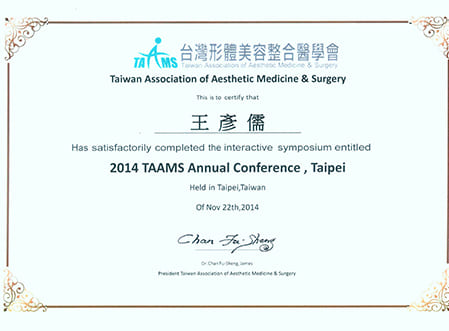 TAAMS 台灣形體美容整合醫學會
Taiwan Association of Aesthetic Medicine & Surgery
Taiwan Association of Aesthetic Medicine & Surgery
This is to certify that
王彥儒
Has satisfactorily completed the interactive symposium entitled
2014 TAAMS Annual Conference , Taipei
Held in Taipei,Taiwan
Of Nov 22th,2014
Chan Fu-Sheng
Dr. Chan Fu-Sheng, James
President Taiwan Association of Aesthetic Medicine & Surgery